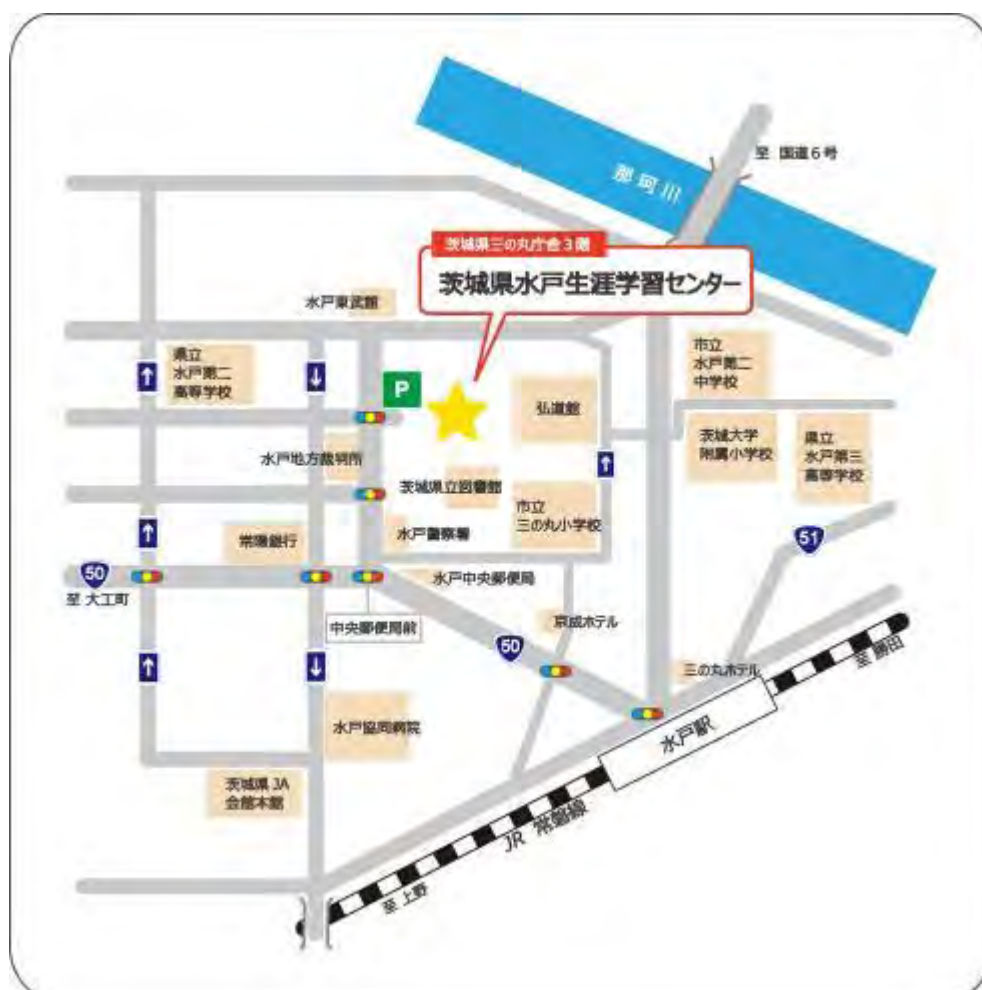 至 国道6号
那珂川
茨城県三の丸庁舎3階
茨城県水戸生涯学習センター
水戸東武館
県立
水戸第二
高等学校
P
弘道館
市立
水戸第二
中学校
茨城大学
附属小学校
県立
水戸第三
高等学校
水戸地方裁判所
茨城県立図書館
市立
三の丸小学校
水戸警察署
常陽銀行
51
50
至 大工町
水戸中央郵便局
中央郵便局前
京成ホテル
50
三の丸ホテル
至 勝田
水戸駅
水戸協同病院
茨城県JA
会館本館
JR 常磐線
至 上野